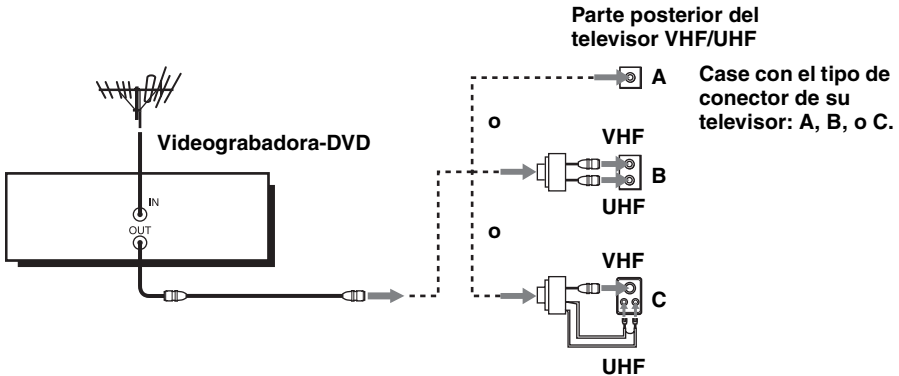 Parte posterior del
televisor VHF/UHF
A
Case con el tipo de
conector de su
televisor: A, B, o C.
o
Videograbadora-DVD
VHF
B
UHF
IN
OUT
o
VHF
C
UHF